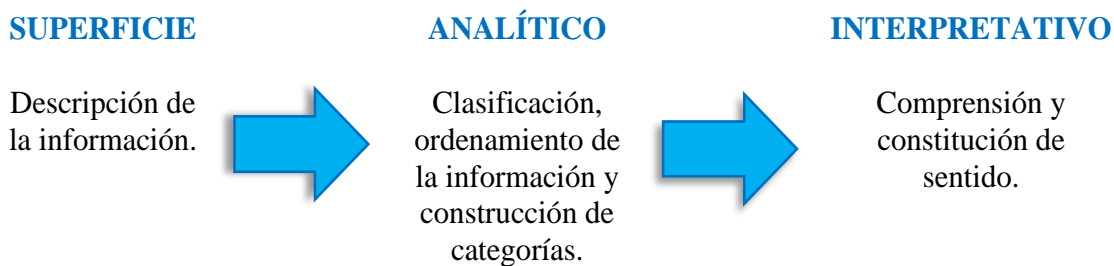 SUPERFICIE
Descripción de
la información.
ANALÍTICO
Clasificación,
ordenamiento de
la información y
construcción de
categorías.
INTERPRETATIVO
Comprensión y
constitución de
sentido.